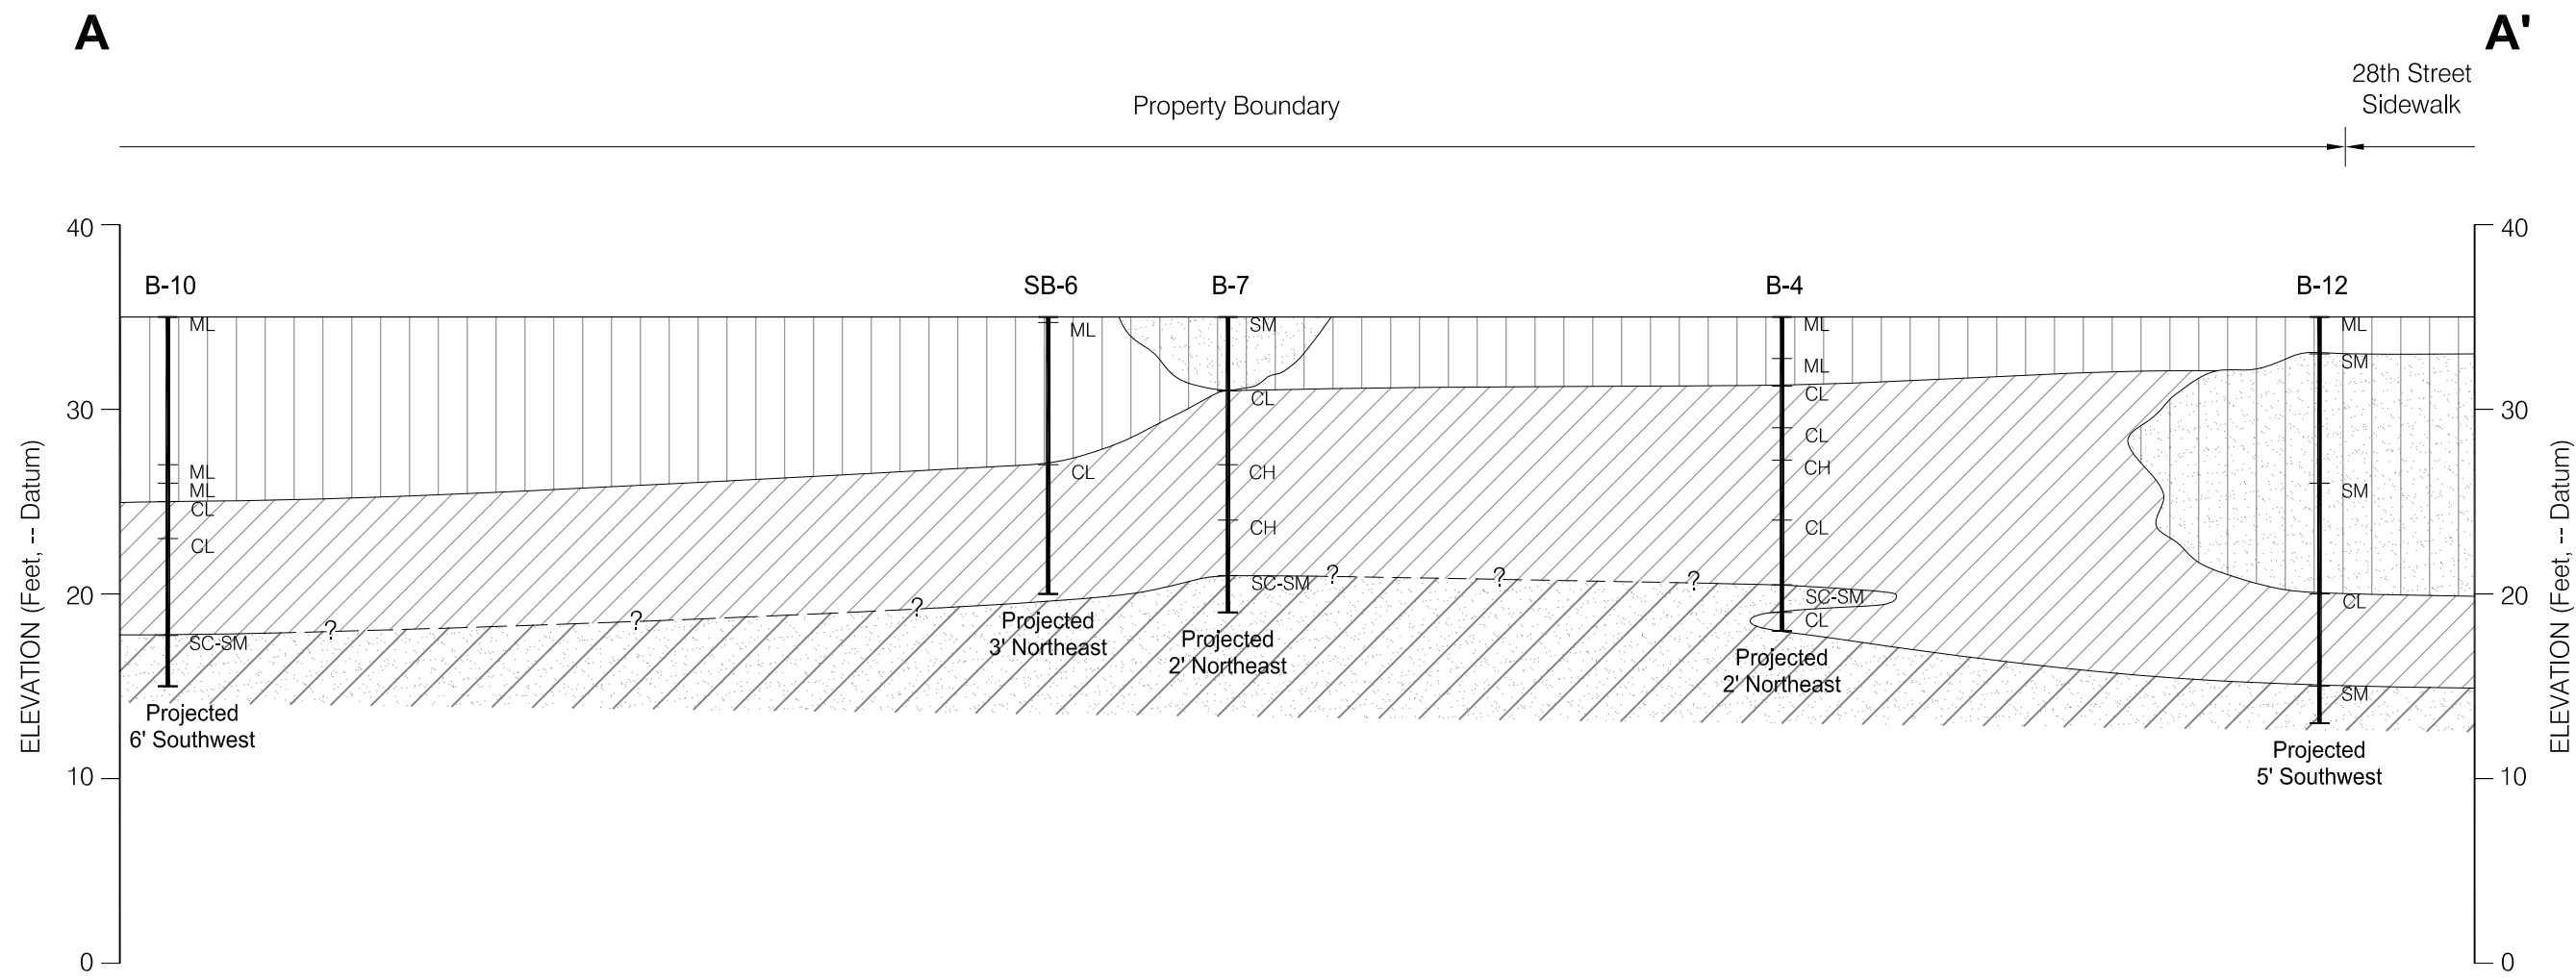 A
A'
28th Street
Sidewalk
Property Boundary
40
40
B-10
SB-6
B-7
B-4
B-12
ML
ML
SM
ML
ML
ML
SM
CL
CL
30
30
CL
ML
ML
CL
CL
CL
CH
CH
SM
CL
CH
CL
20
20
SC-SM
?
?
?
SC-SM
CL
CL
?
?
?
SC-SM
SM
Projected
3' Northeast
Projected
2' Northeast
Projected
2' Northeast
Projected
6' Southwest
Projected
5' Southwest
10
10
0
0
ELEVATION (Feet, -- Datum)
ELEVATION (Feet, -- Datum)